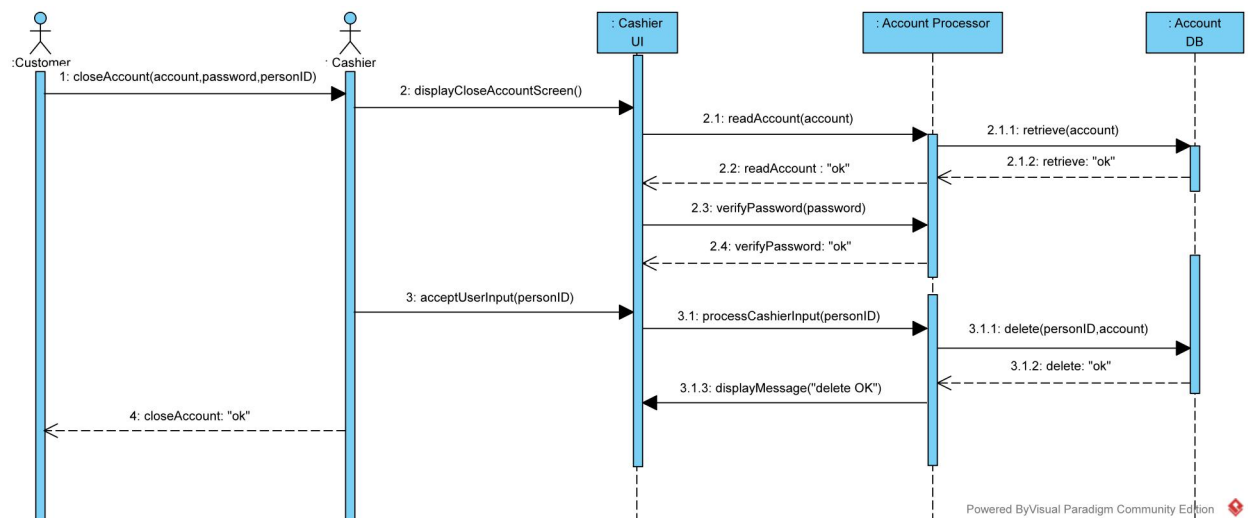 : Cashier
UI
: Account Processor
: Account
DB
:Customer
: Cashier
1: closeAccount(account,password,personID)
2: displayCloseAccountScreen()
2.1: readAccount(account)
2.1.1: retrieve(account)
2.1.2: retrieve: "ok"
2.2: readAccount : "ok"
2.3: verifyPassword(password)
2.4: verifyPassword: "ok"
3: acceptUserInput(personID)
3.1: processCashierInput(personID)
3.1.1: delete(personID,account)
3.1.2: delete: "ok"
3.1.3: displayMessage("delete OK")
4: closeAccount: "ok"
Powered ByVisual Paradigm Community Edition